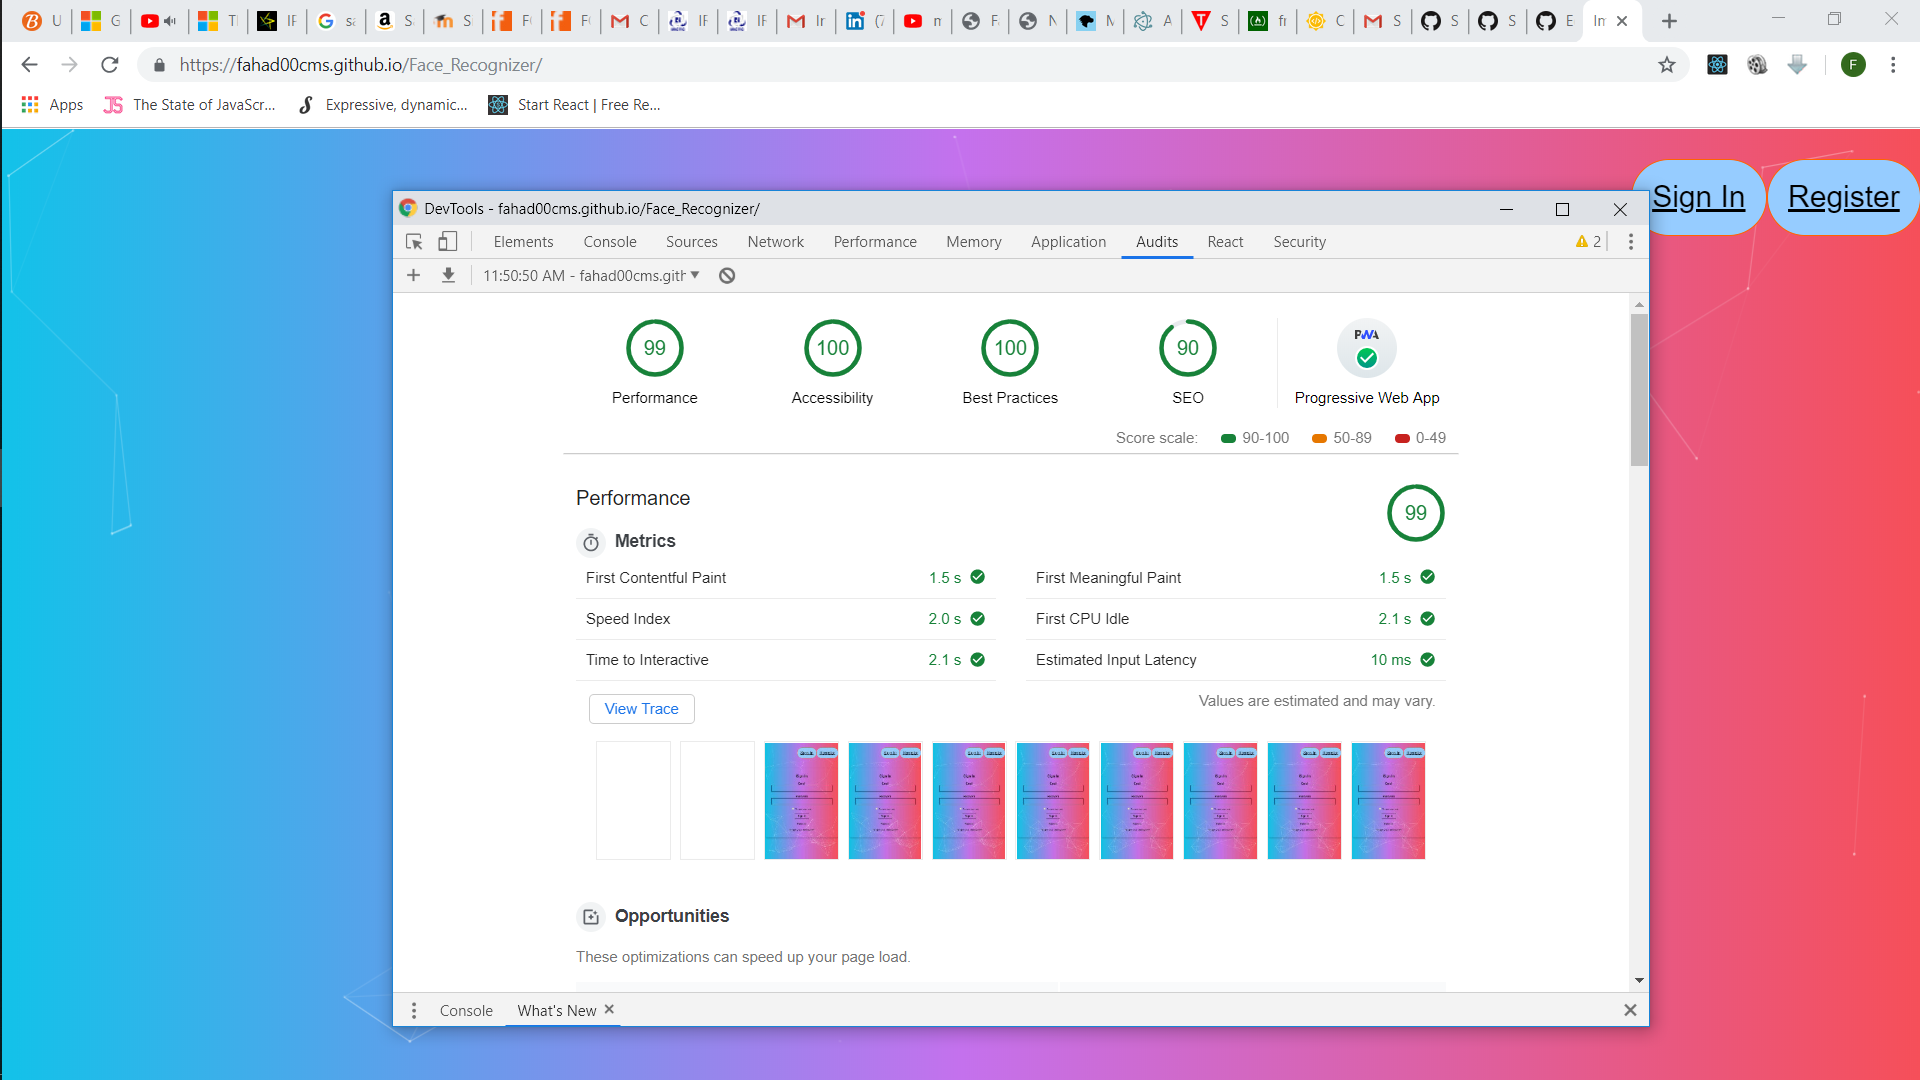 U G T IF sa S S F F C IF IF Ir (7 m F N M A S fr C S S S E In
https://fahad00cms.github.io/Face_Recognizer/
F
Apps The State of JavaScr... Expressive, dynamic... Start React | Free Re...
Sign In Register
DevTools - fahad00cms.github.io/Face_Recognizer/
Elements Console Sources Network Performance Memory Application Audits React Security 2
11:50:50 AM - fahad00cms.gith
99 100 100 90 PWA
Performance Accessibility Best Practices SEO Progressive Web App
Score scale: 90-100 50-89 0-49
Performance 99
Metrics
First Contentful Paint 1.5 s First Meaningful Paint 1.5 s
Speed Index 2.0 s First CPU Idle 2.1 s
Time to Interactive 2.1 s Estimated Input Latency 10 ms
View Trace Values are estimated and may vary.
Opportunities
These optimizations can speed up your page load.
Console What's New